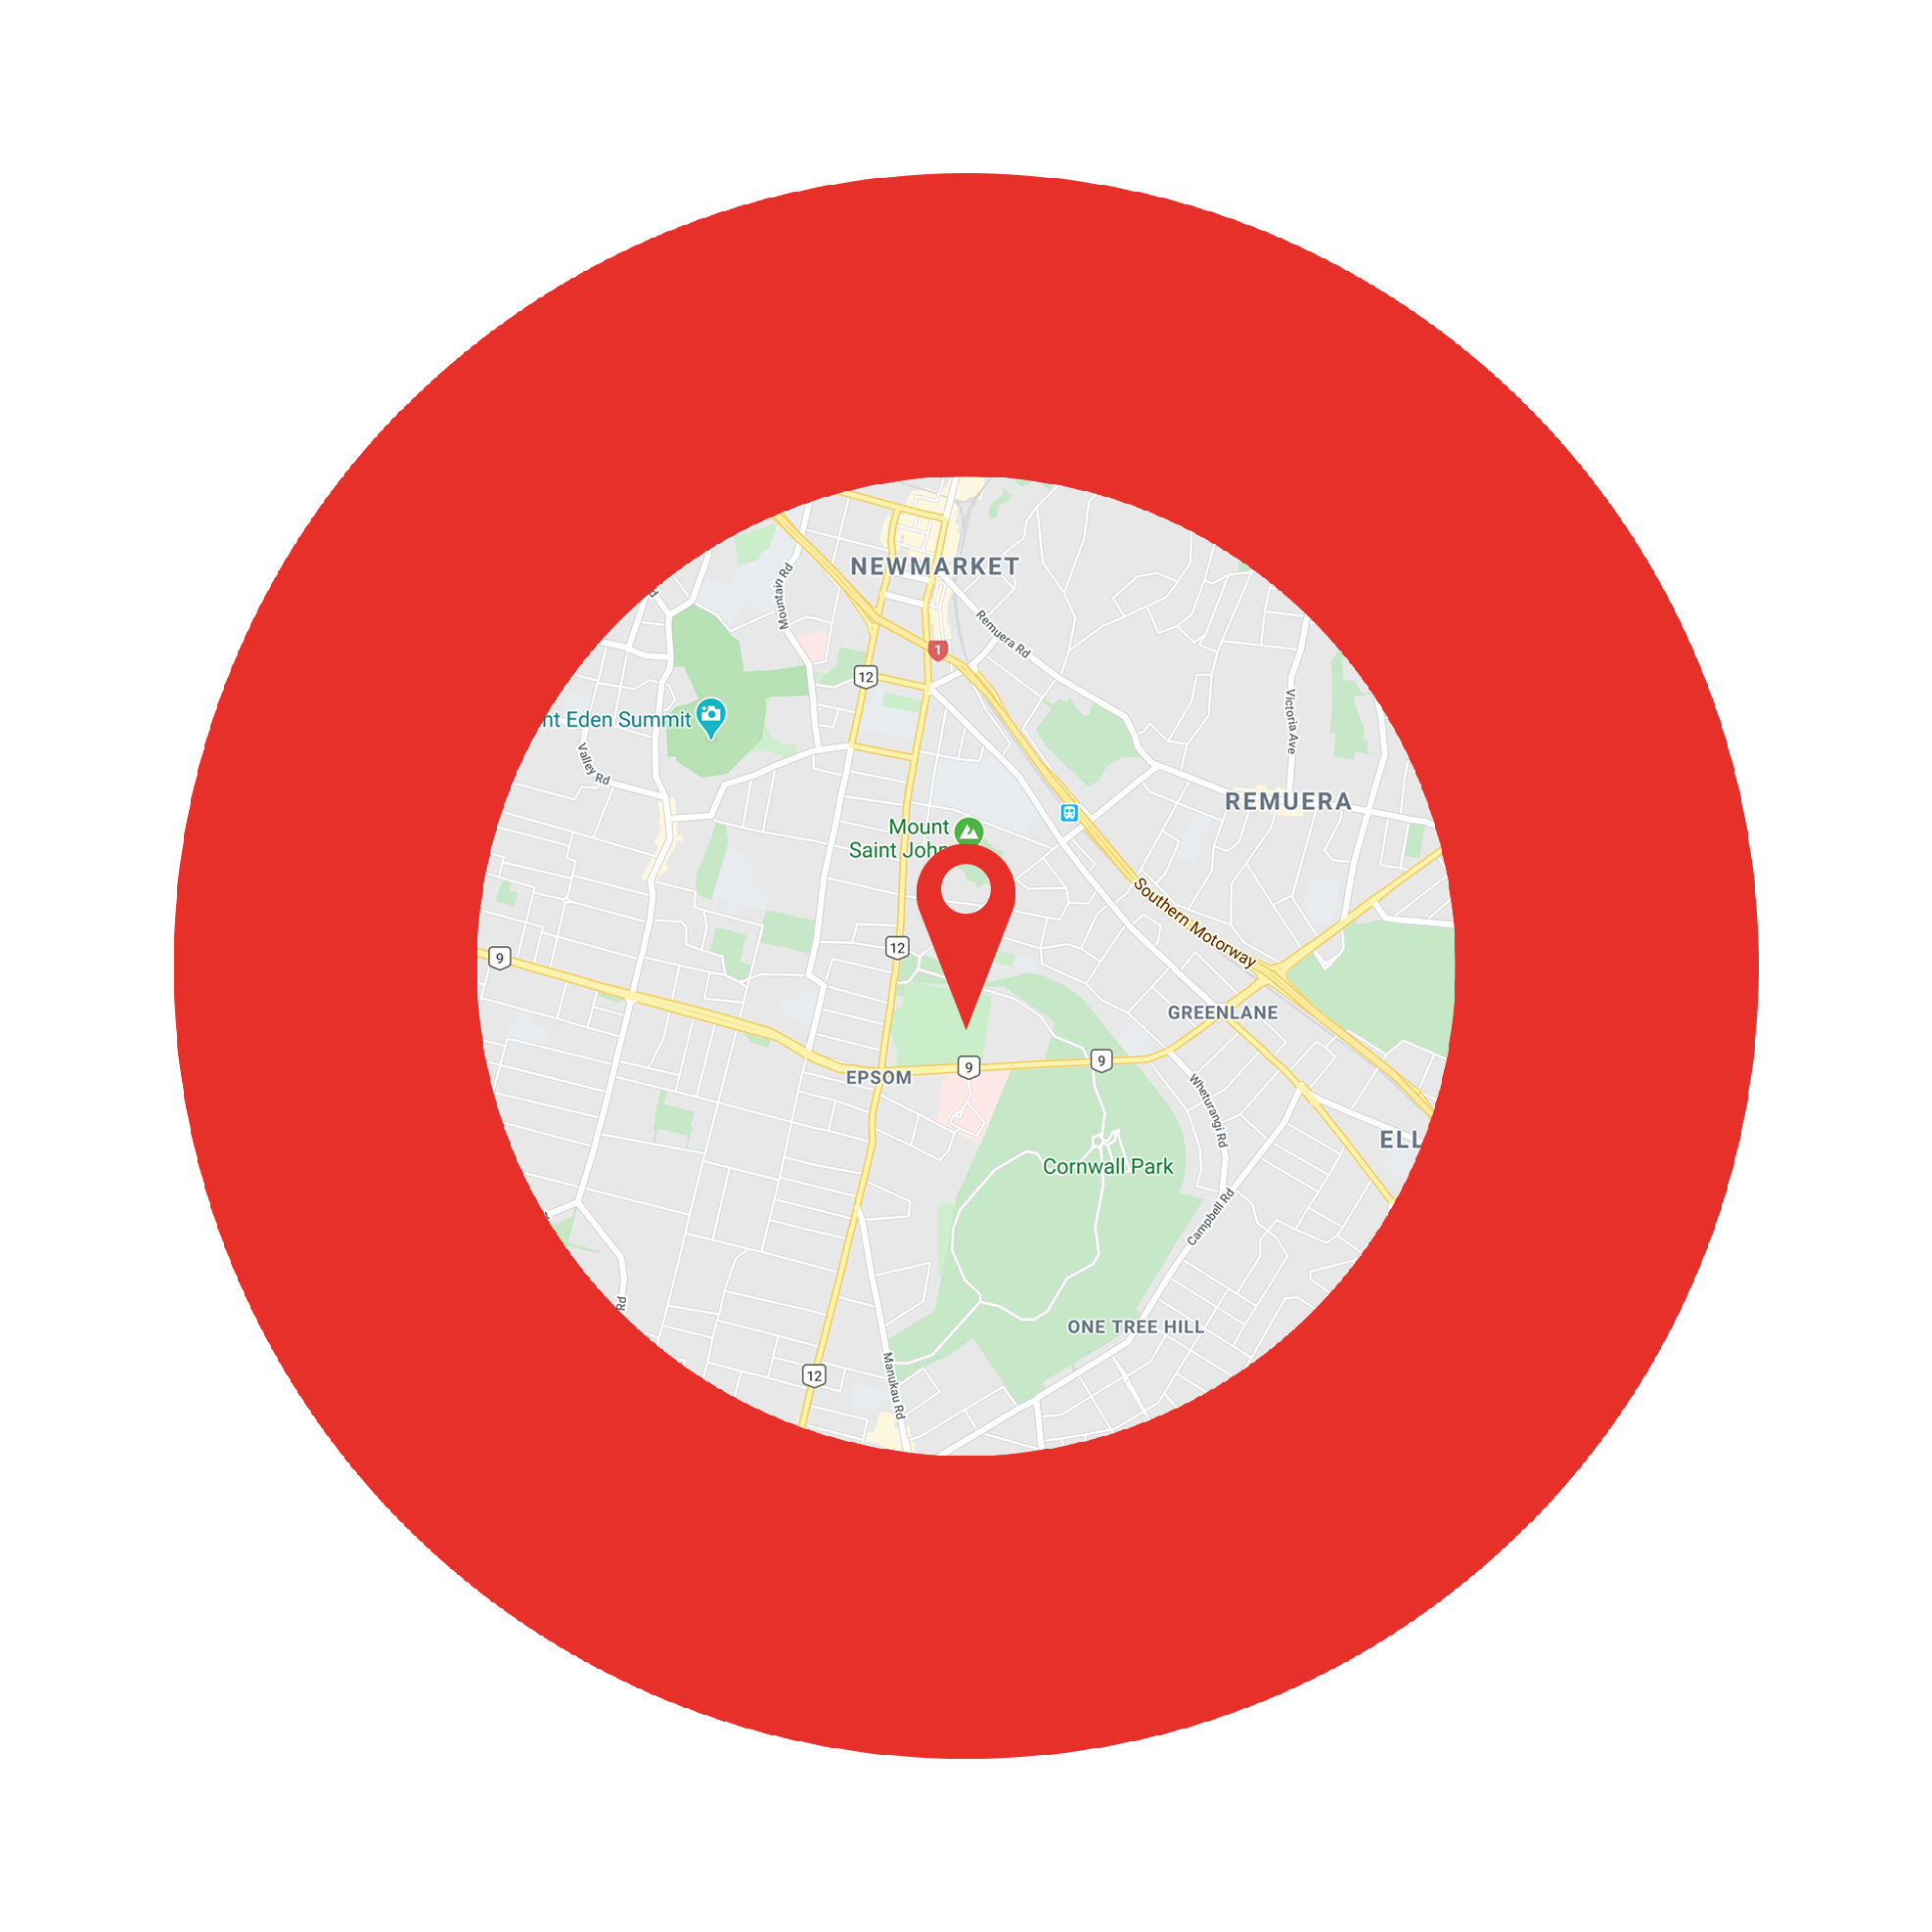 NEWMARKET
Mountain Rd
Remuera Rd
1
12
nt Eden Summit
Victoria Ave
Valley Rd
REMUERA
Mount
Saint John
Southern Motorway
12
9
GREENLANE
9
9
EPSOM
Wheturangi Rd
ELL
Cornwall Park
Campbell Rd
Rd
ONE TREE HILL
12
Manukau Rd